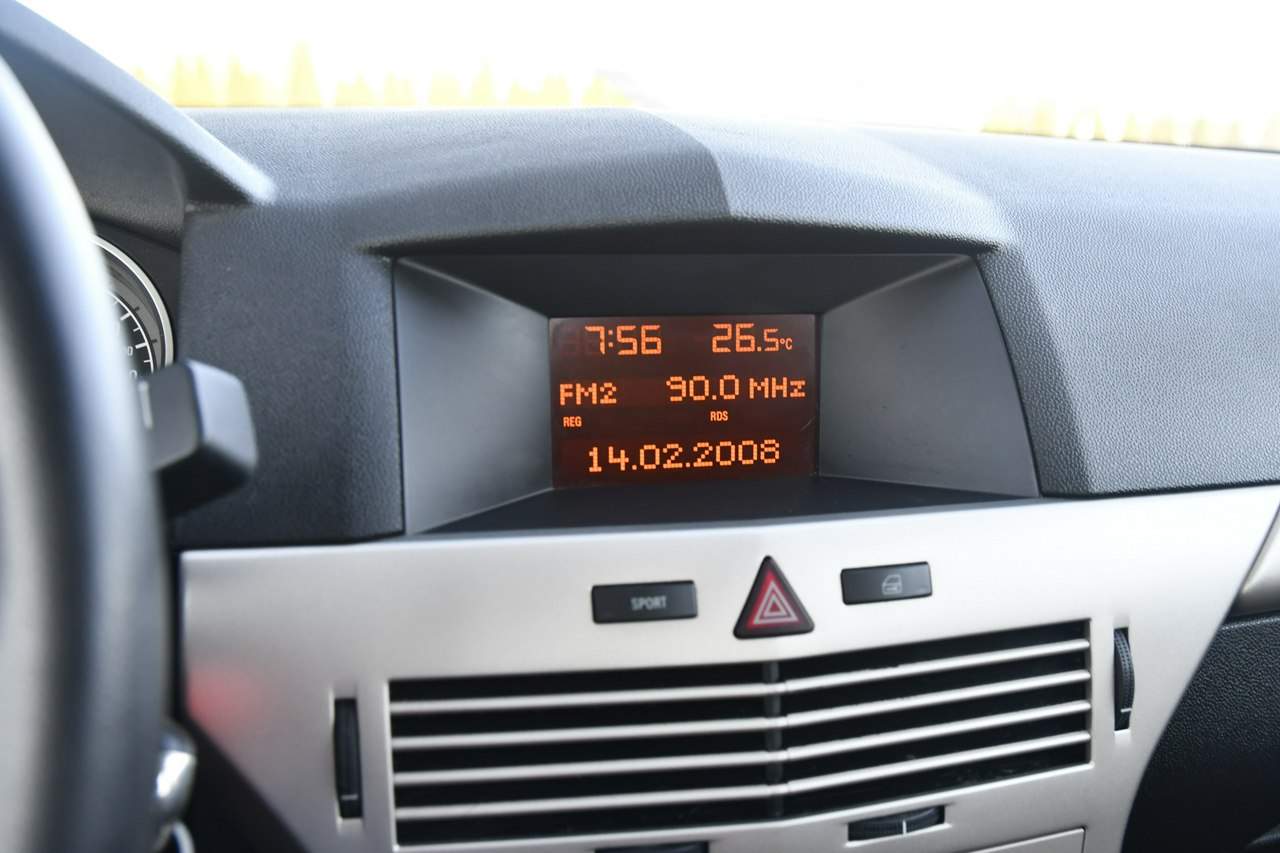 7:56 26.5°C
FM2 90.0 MHz
REG RDS
14.02.2008
SPORT